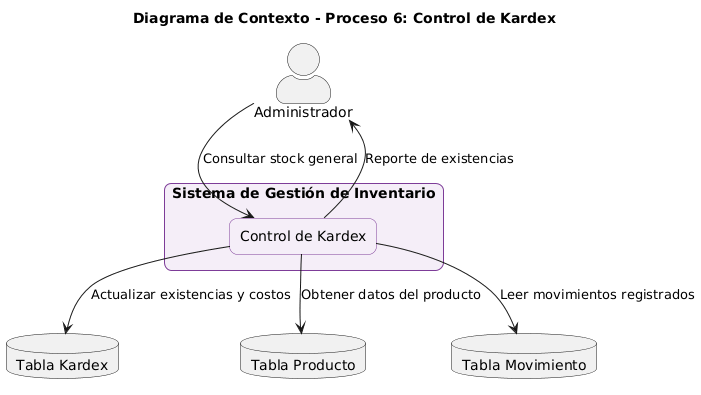 Diagrama de Contexto - Proceso 6: Control de Kardex
Administrador
Consultar stock general
Reporte de existencias
Sistema de Gestión de Inventario
Control de Kardex
Actualizar existencias y costos
Obtener datos del producto
Leer movimientos registrados
Tabla Kardex
Tabla Producto
Tabla Movimiento